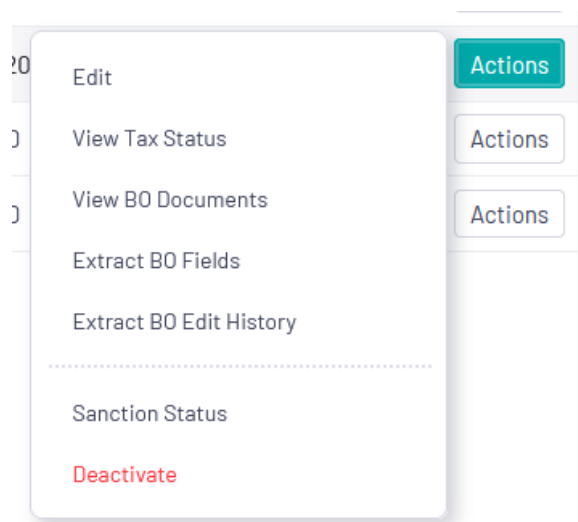 20
Edit
Actions
View Tax Status
Actions
View BO Documents
Actions
Extract BO Fields
Extract BO Edit History
Sanction Status
Deactivate